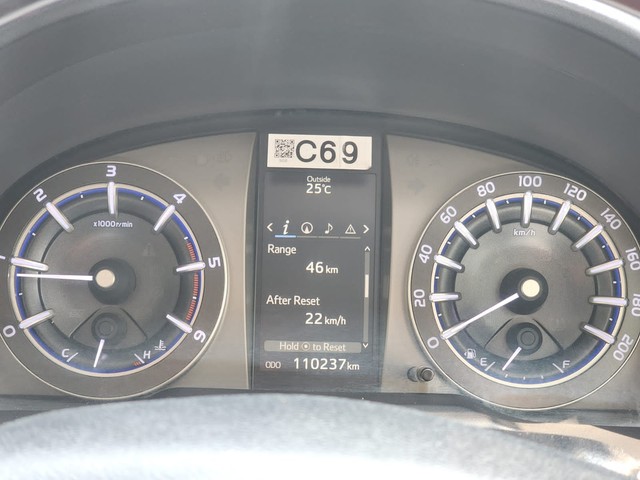 C69
Outside
25°C
Range
46 km
After Reset
22 km/h
Hold ⦿ to Reset
ODO 110237 km
0
1
2
3
4
5
6
x1000r/min
C H
0
20
40
60
80
100
120
140
160
180
200
km/h
E F